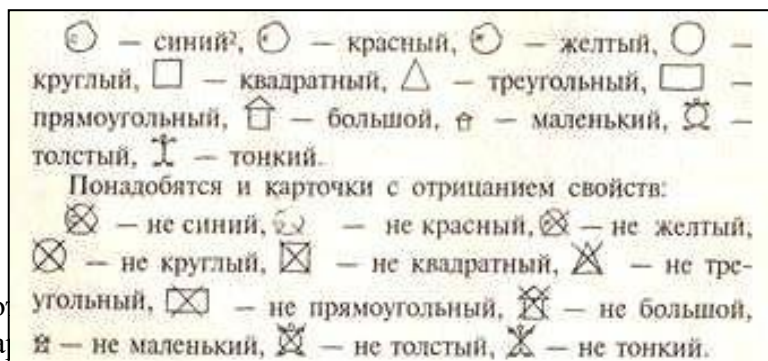 — синий², — красный, — желтый, —
круглый, — квадратный, — треугольный, —
прямоугольный, — большой, — маленький, —
толстый, — тонкий.
Понадобятся и карточки с отрицанием свойств:
— не синий, — не красный, — не желтый,
— не круглый, — не квадратный, — не тре-
угольный, — не прямоугольный, — не большой,
— не маленький, — не толстый, — не тонкий.